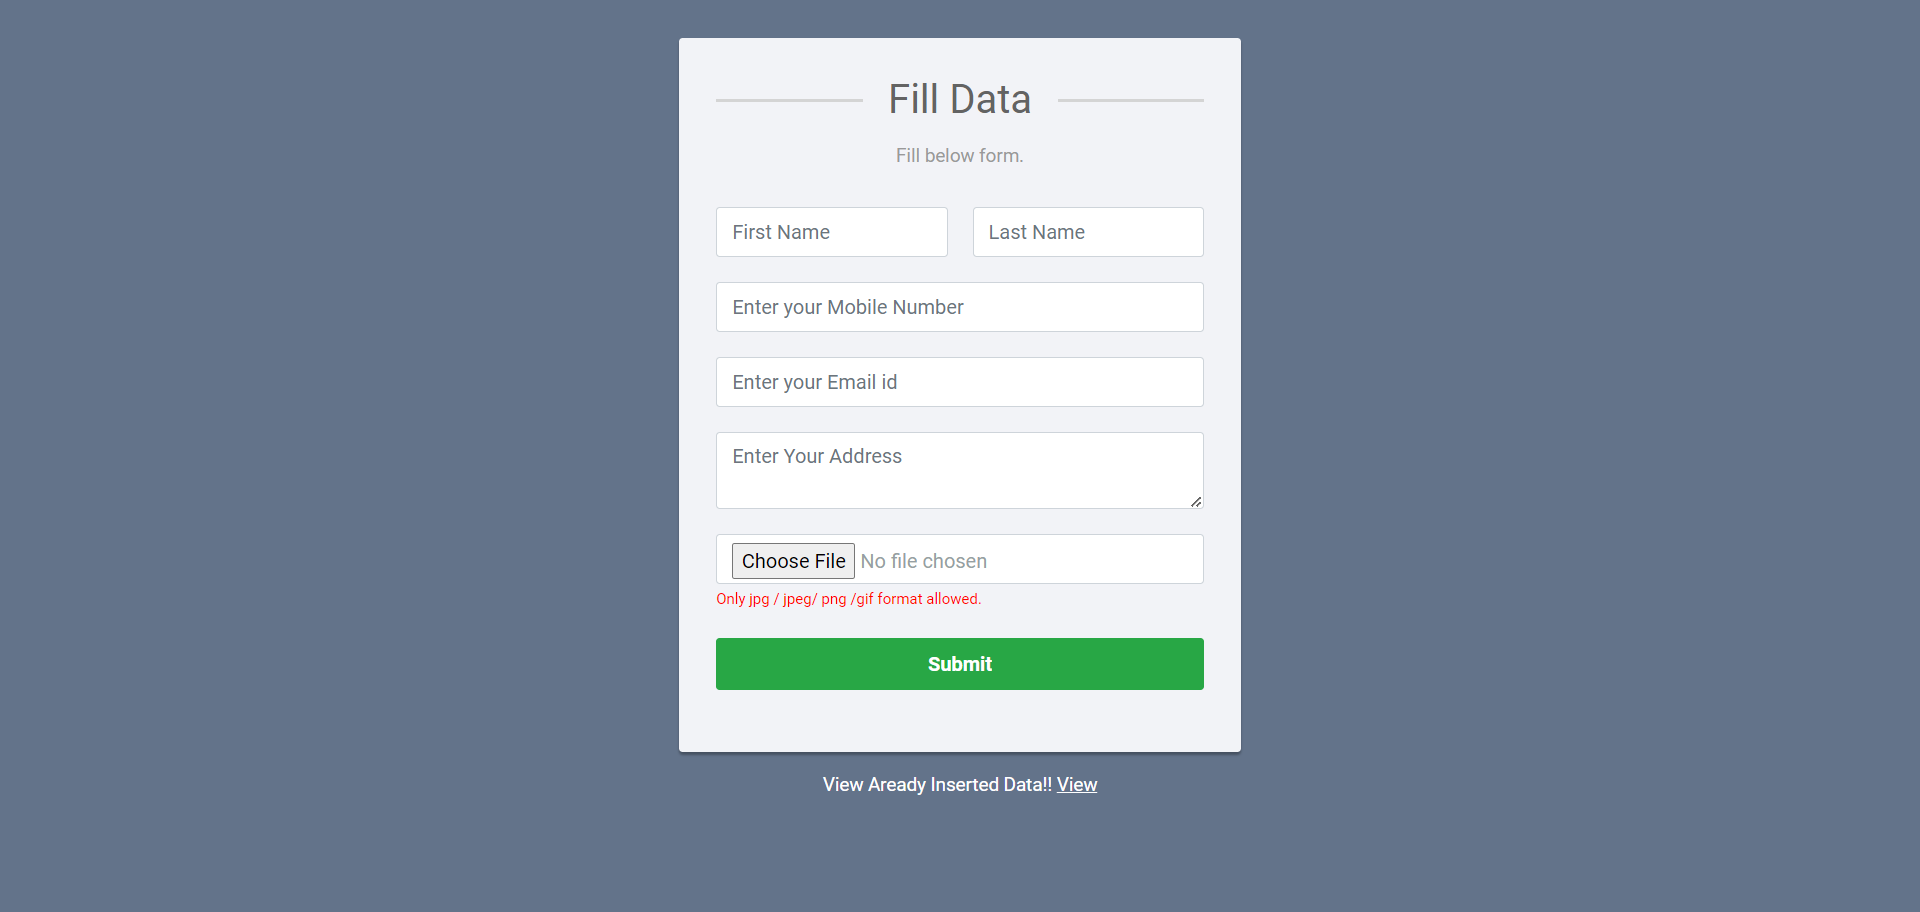 Fill Data
Fill below form.
First Name
Last Name
Enter your Mobile Number
Enter your Email id
Enter Your Address
Choose File No file chosen
Only jpg / jpeg/ png /gif format allowed.
Submit
View Aready Inserted Data!! View